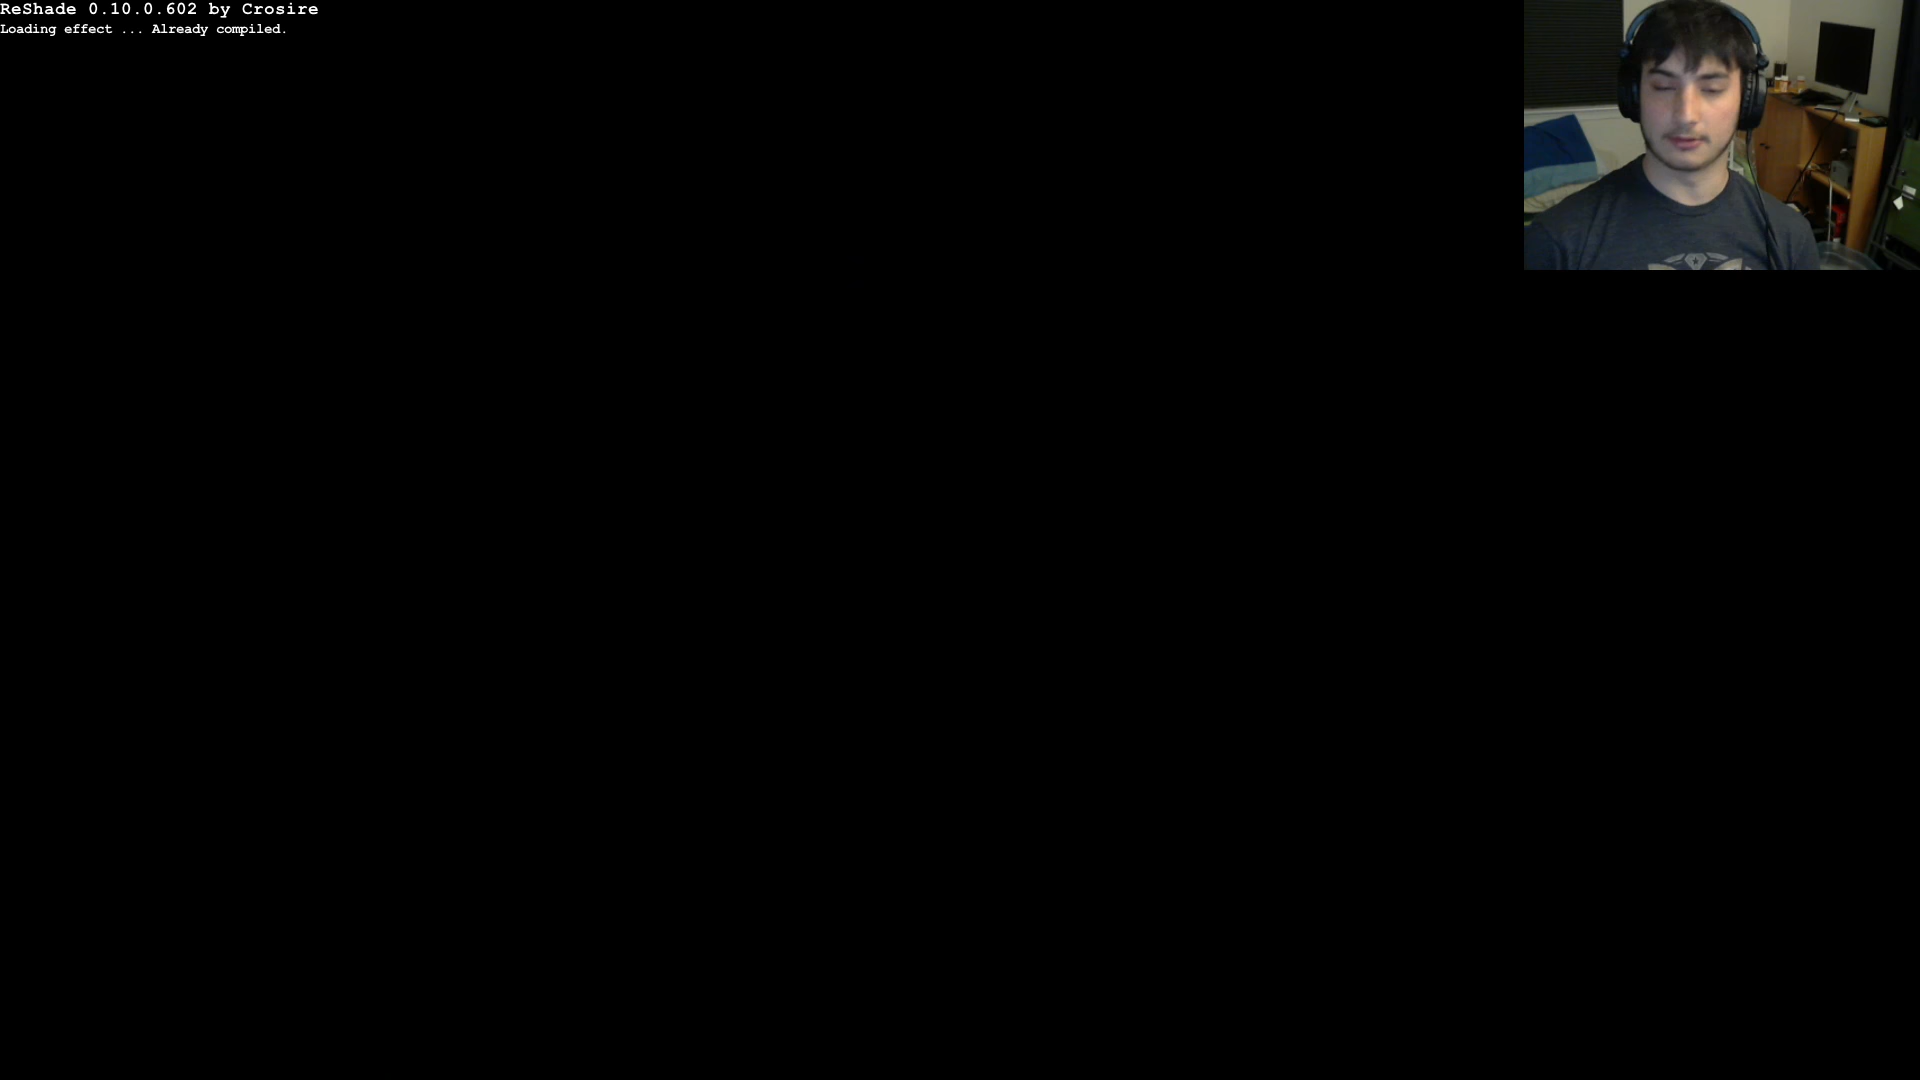 ReShade 0.10.0.602 by Crosire
Loading effect ... Already compiled.